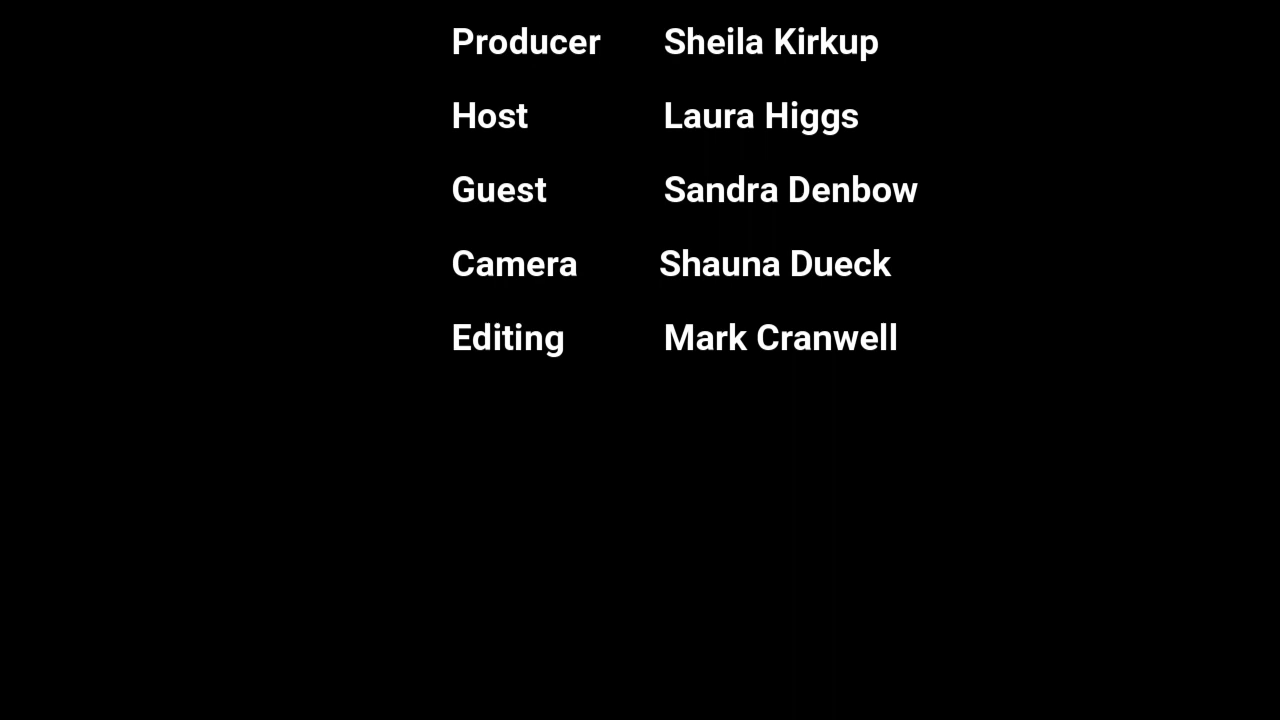 Producer Sheila Kirkup
Host Laura Higgs
Guest Sandra Denbow
Camera Shauna Dueck
Editing Mark Cranwell